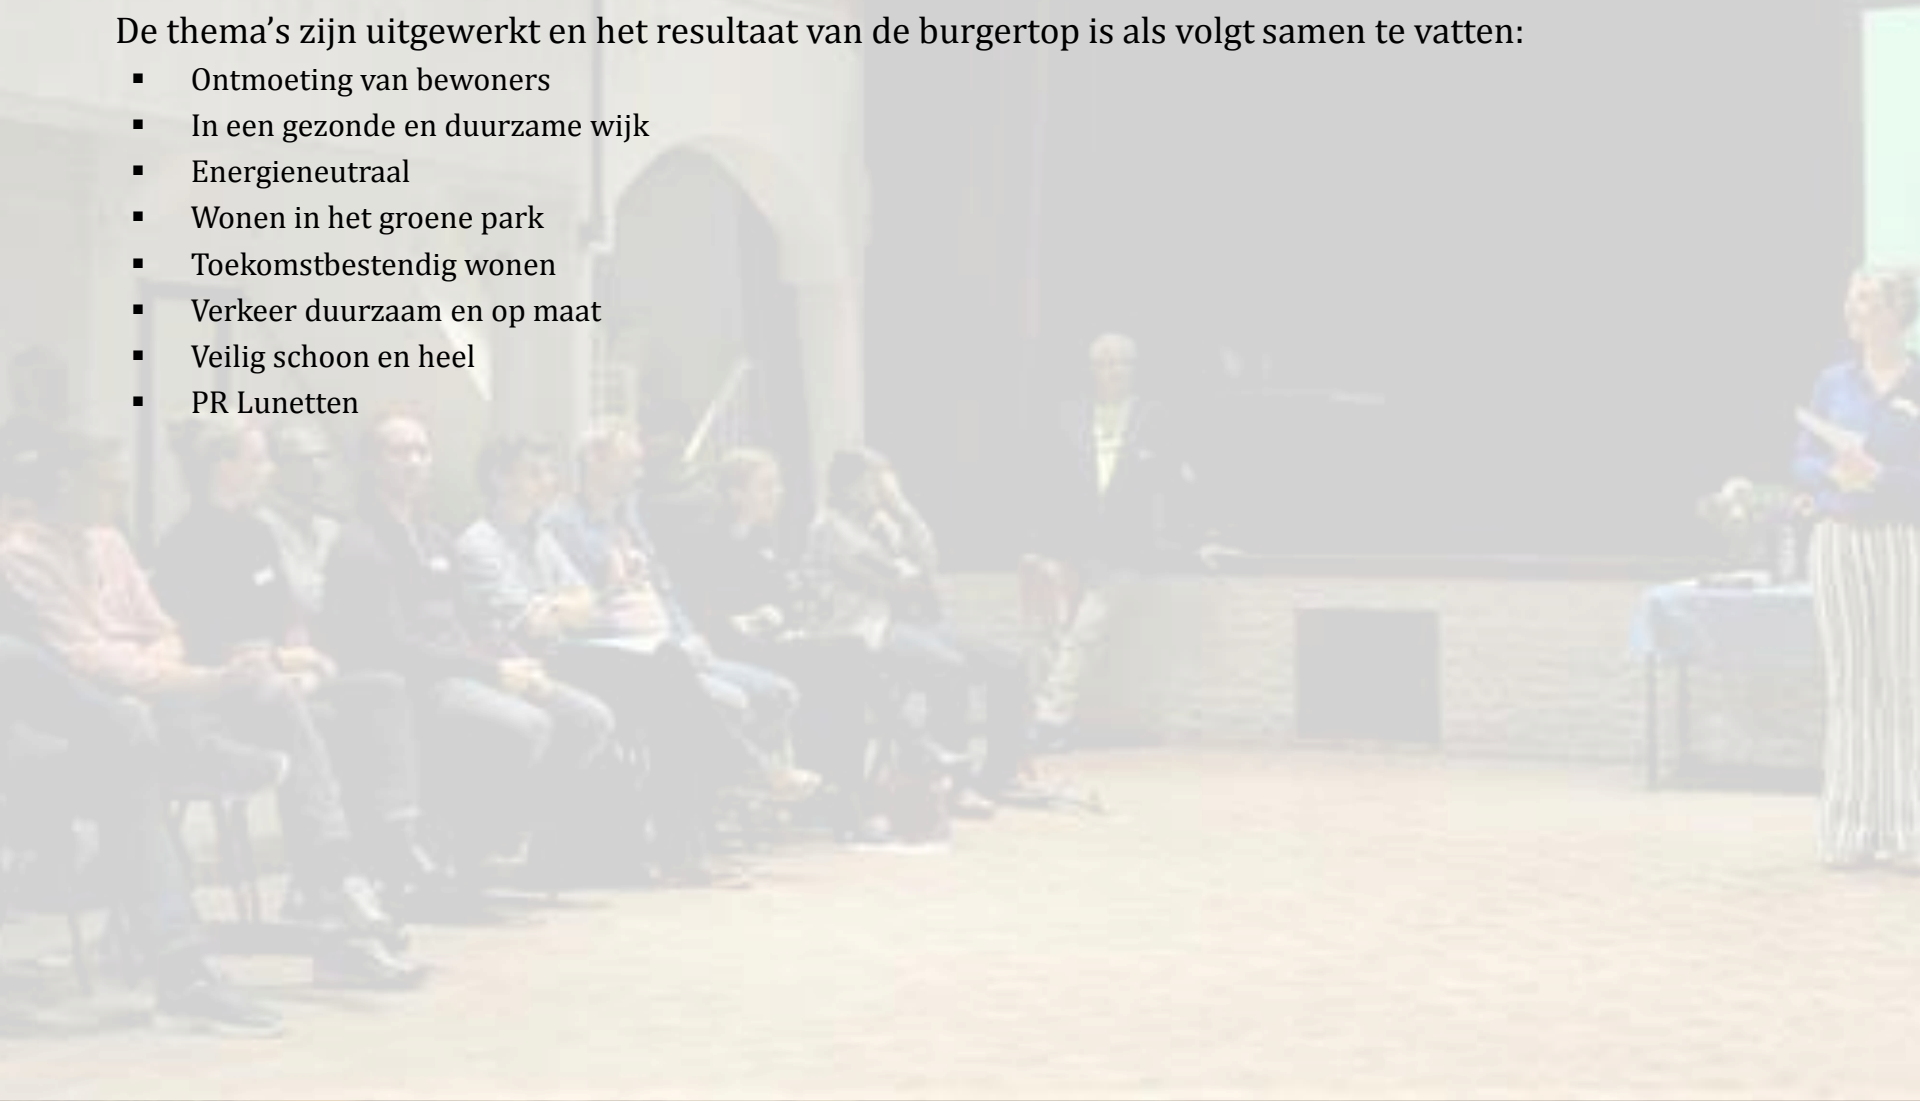 De thema’s zijn uitgewerkt en het resultaat van de burgertop is als volgt samen te vatten:
▪ Ontmoeting van bewoners
▪ In een gezonde en duurzame wijk
▪ Energieneutraal
▪ Wonen in het groene park
▪ Toekomstbestendig wonen
▪ Verkeer duurzaam en op maat
▪ Veilig schoon en heel
▪ PR Lunetten